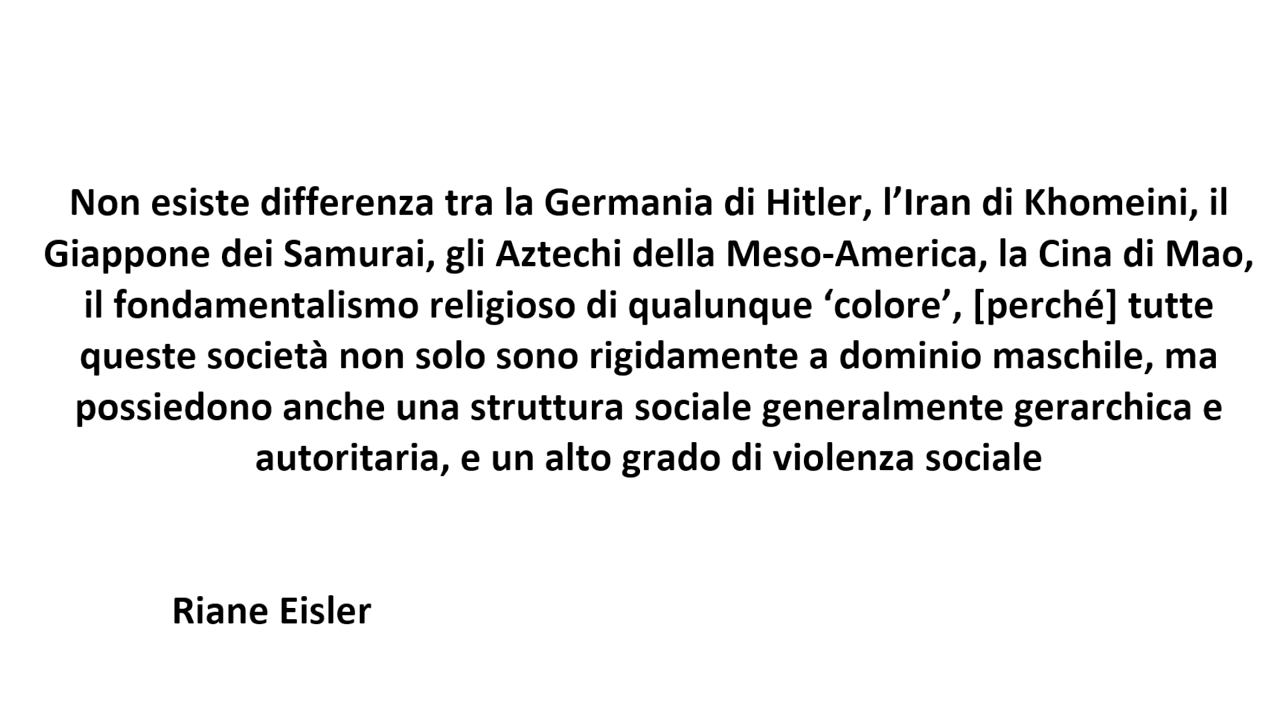 Non esiste differenza tra la Germania di Hitler, l’Iran di Khomeini, il
Giappone dei Samurai, gli Aztechi della Meso-America, la Cina di Mao,
il fondamentalismo religioso di qualunque ‘colore’, [perché] tutte
queste società non solo sono rigidamente a dominio maschile, ma
possiedono anche una struttura sociale generalmente gerarchica e
autoritaria, e un alto grado di violenza sociale
Riane Eisler